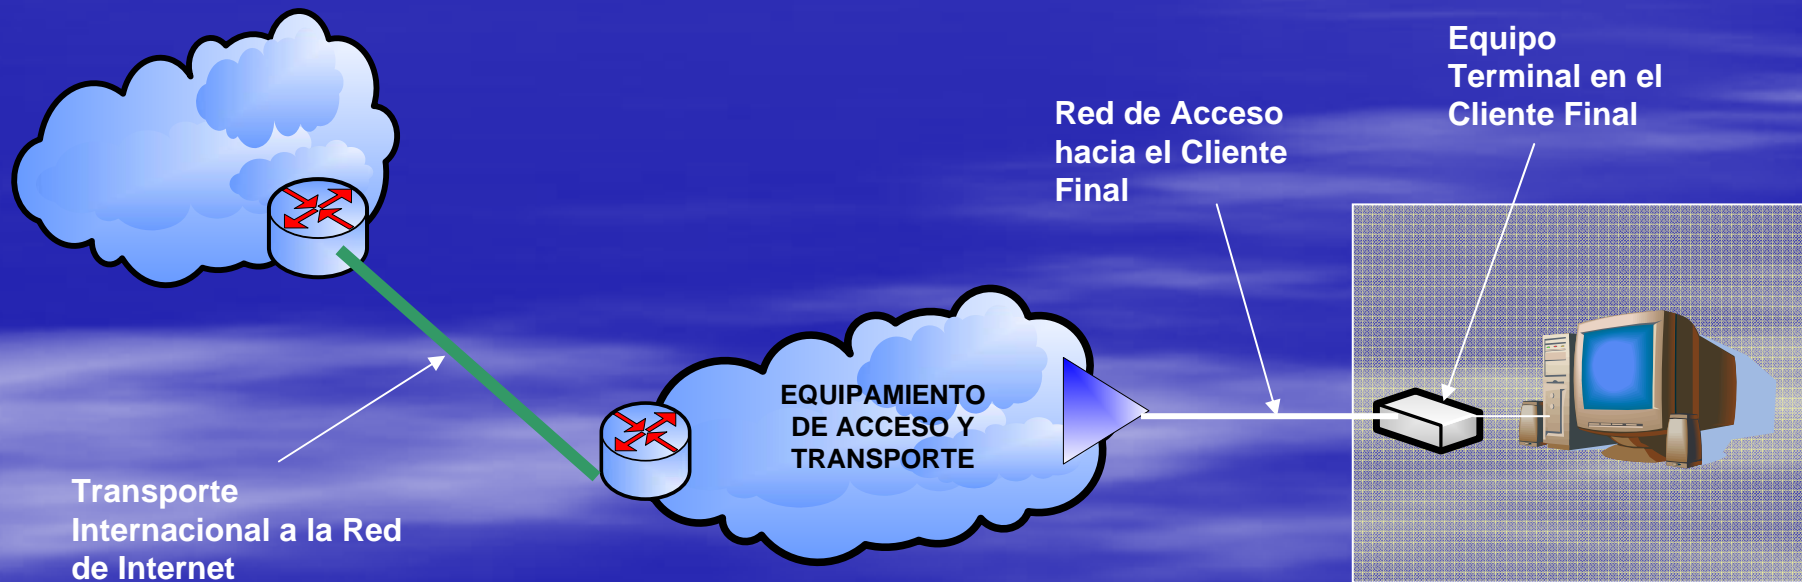 Equipo
Terminal en el
Cliente Final
Red de Acceso
hacia el Cliente
Final
EQUIPAMIENTO
DE ACCESO Y
TRANSPORTE
Transporte
Internacional a la Red
de Internet